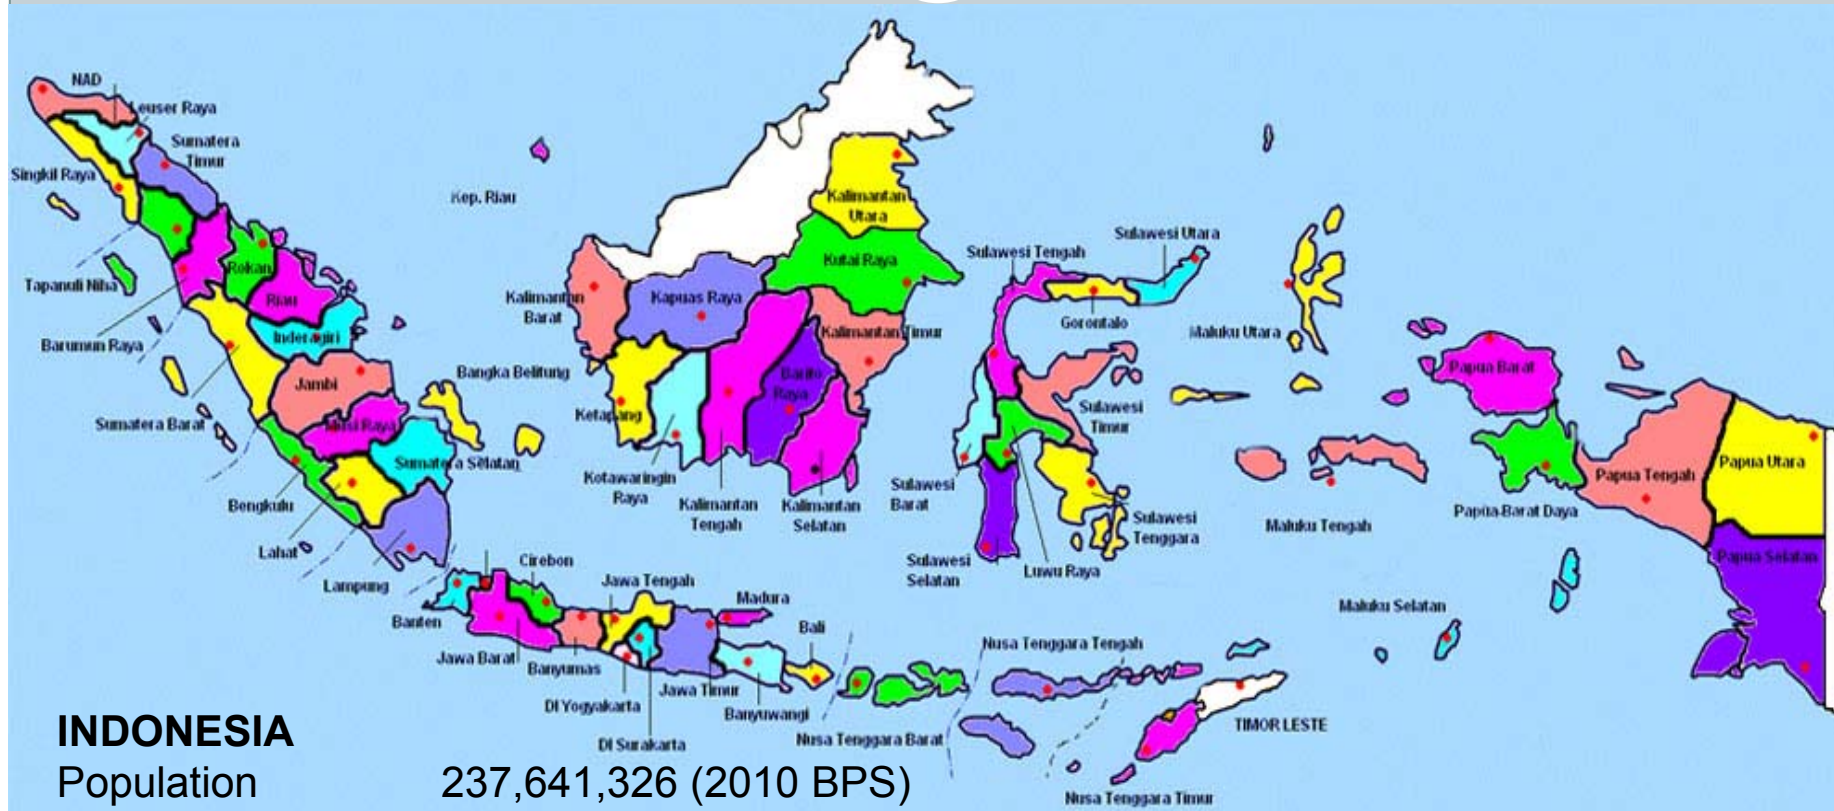 NAD
Leuser Raya
Sumatera
Timur
Singkil Raya
Kep. Riau
Tapanuli Niha
Rokan
Riau
Barumun Raya
Inderagiri
Jambi
Sumatera Barat
Musi Raya
Bangka Belitung
Sumatera Selatan
Bengkulu
Lahat
Lampung
Kalimantan
Utara
Kutai Raya
Kalimantan
Barat
Kapuas Raya
Kalimantan Timur
Barito
Raya
Ketapang
Kotawaringin
Raya
Kalimantan
Tengah
Kalimantan
Selatan
Sulawesi Tengah
Sulawesi Utara
Gorontalo
Sulawesi
Timur
Sulawesi
Barat
Sulawesi
Tenggara
Sulawesi
Selatan
Luwu Raya
Maluku Utara
Maluku Tengah
Maluku Selatan
Papua Barat
Papua Barat Daya
Papua Tengah
Papua Utara
Papua Selatan
Banten
Cirebon
Jawa Tengah
Madura
Bali
Jawa Barat
Banyumas
DI Yogyakarta
DI Surakarta
Jawa Timur
Banyuwangi
Nusa Tenggara Barat
Nusa Tenggara Tengah
TIMOR LESTE
Nusa Tenggara Timur
INDONESIA
Population 237,641,326 (2010 BPS)